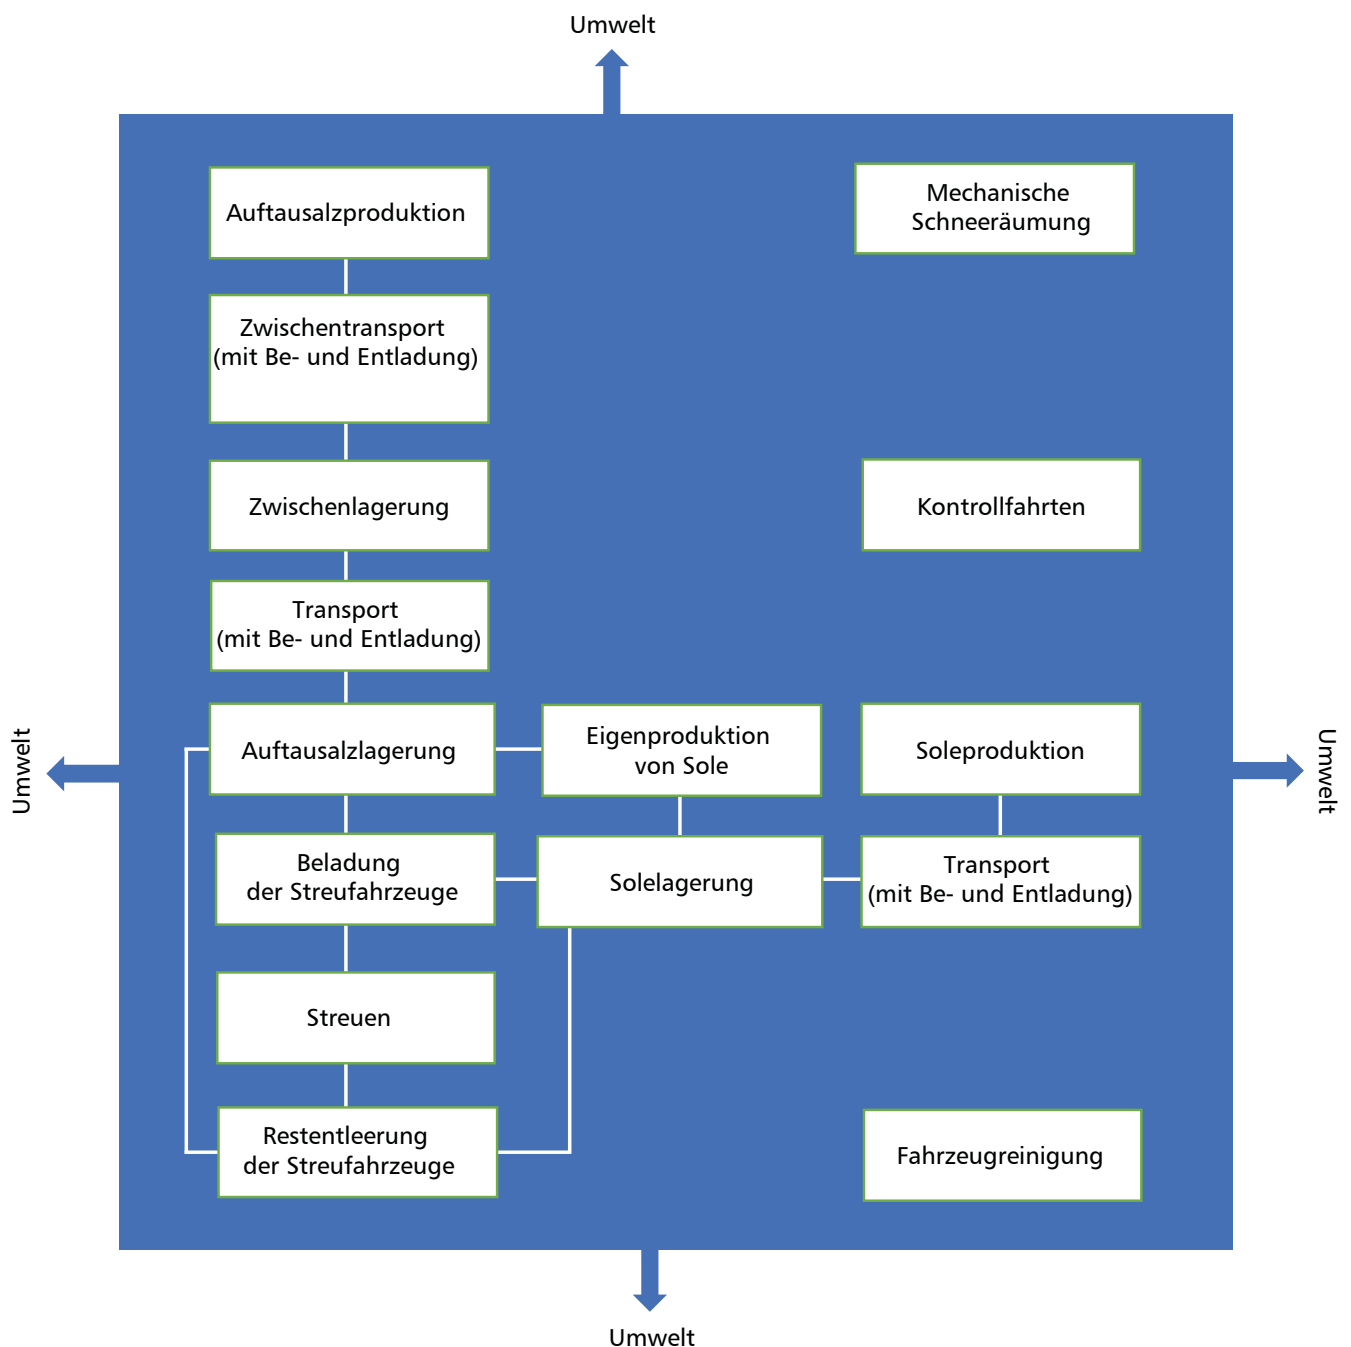 Umwelt
Auftausalzproduktion
Mechanische
Schneeräumung
Zwischentransport
(mit Be- und Entladung)
Zwischenlagerung
Kontrollfahrten
Transport
(mit Be- und Entladung)
Umwelt
Auftausalzlagerung
Eigenproduktion
von Sole
Soleproduktion
Umwelt
Beladung
der Streufahrzeuge
Solelagerung
Transport
(mit Be- und Entladung)
Streuen
Restentleerung
der Streufahrzeuge
Fahrzeugreinigung
Umwelt